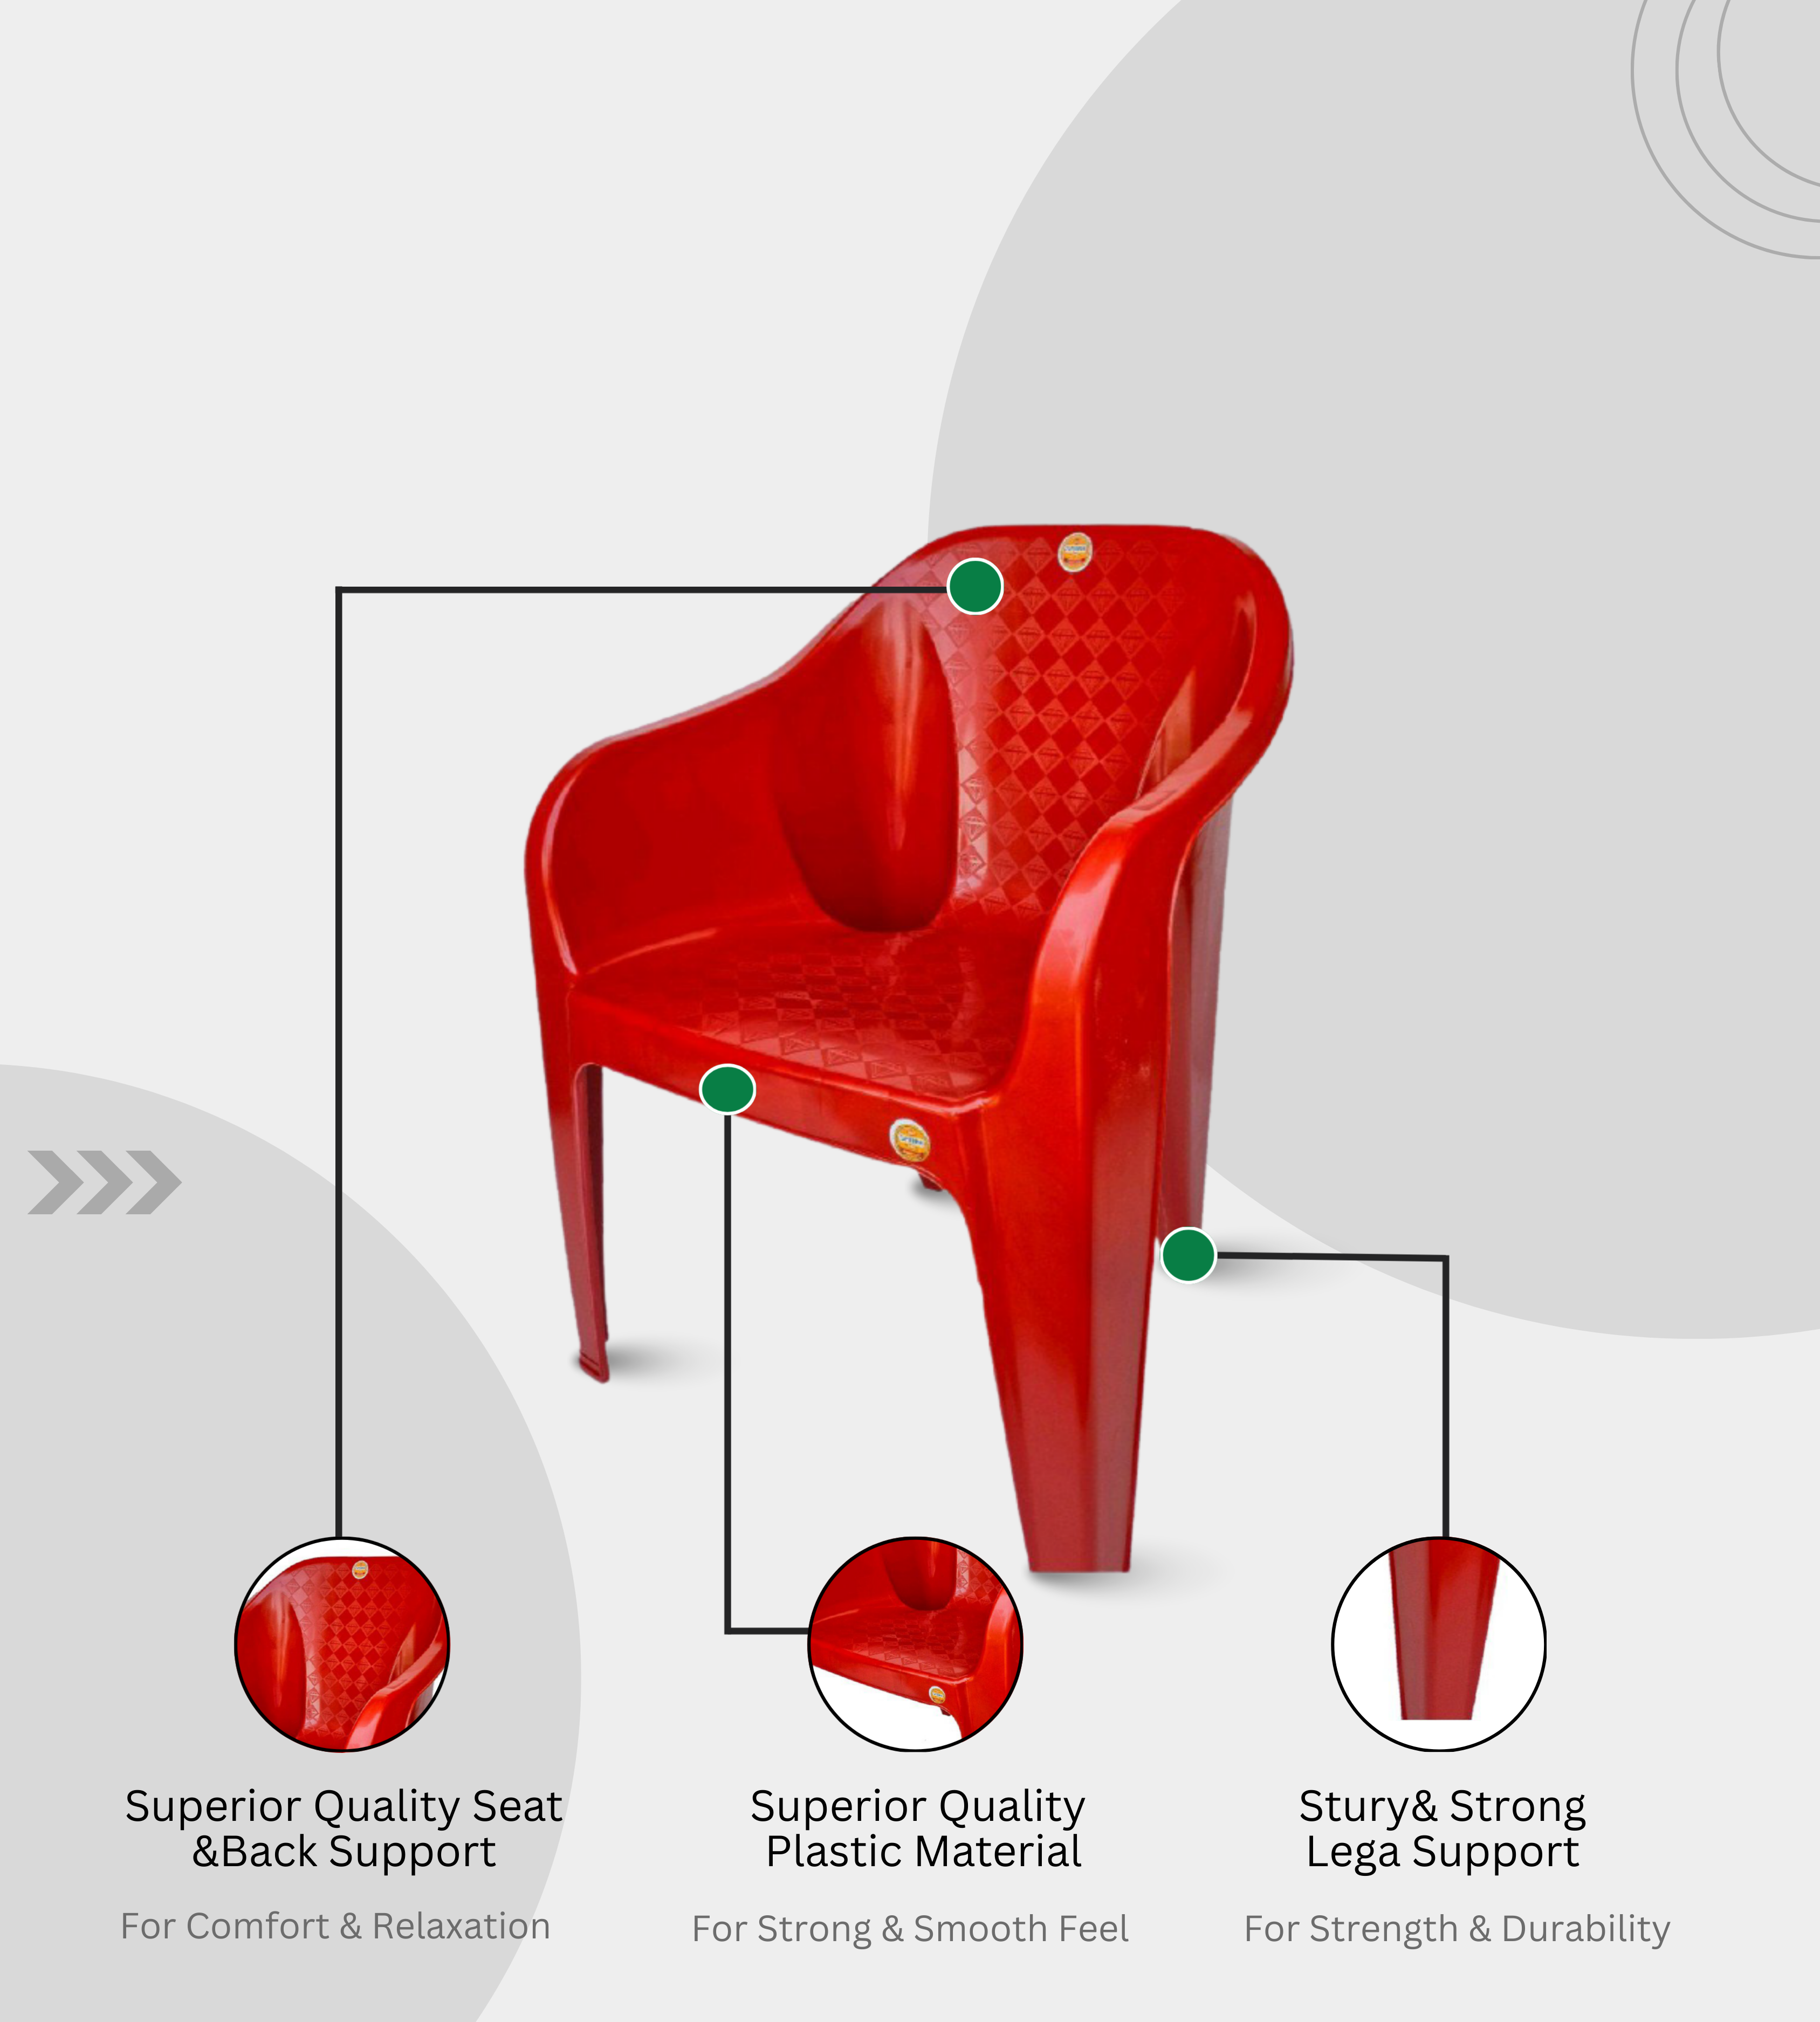 Superior Quality Seat
&Back Support
For Comfort & Relaxation
Superior Quality
Plastic Material
For Strong & Smooth Feel
Stury& Strong
Lega Support
For Strength & Durability